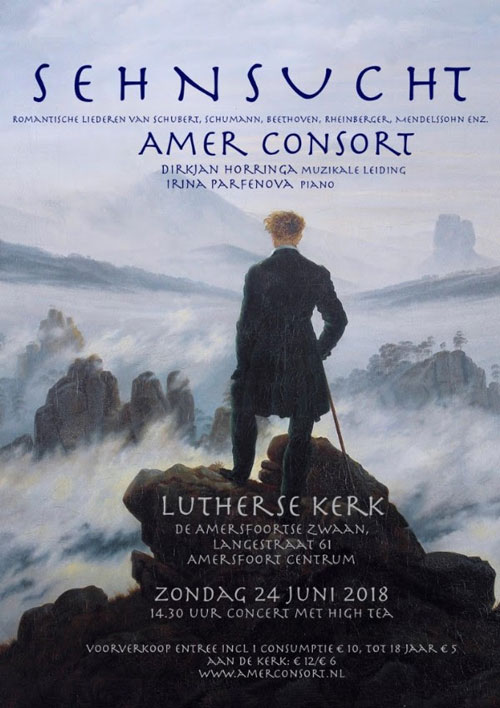 SEHNSUCHT
ROMANTISCHE LIEDEREN VAN SCHUBERT, SCHUMANN, BEETHOVEN, RHEINBERGER, MENDELSSOHN ENZ.
AMER CONSORT
DIRKJAN HORRINGA MUZIKALE LEIDING
IRINA PARFENOVA PIANO
LUTHERSE KERK
DE AMERSFOORTSE ZWAAN,
LANGESTRAAT 61
AMERSFOORT CENTRUM
ZONDAG 24 JUNI 2018
14.30 UUR CONCERT MET HIGH TEA
VOORVERKOOP ENTREE INCL 1 CONSUMPTIE € 10, TOT 18 JAAR € 5
AAN DE KERK: € 12/€ 6
WWW.AMERCONSORT.NL